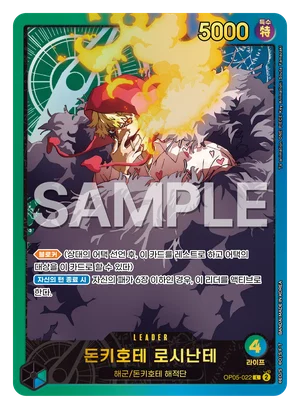 5000
특수
特
SAMPLE
블로커 (상대의 어택 선언 후, 이 카드를 레스트로 하고 어택의
대상을 이 카드로 할 수 있다)
자신의 턴 종료 시 자신의 패가 6장 이하인 경우, 이 리더를 액티브로
한다.
LEADER
돈키호테 로시난테
해군/돈키호테 해적단
4
라이프
OP05-022 L 2